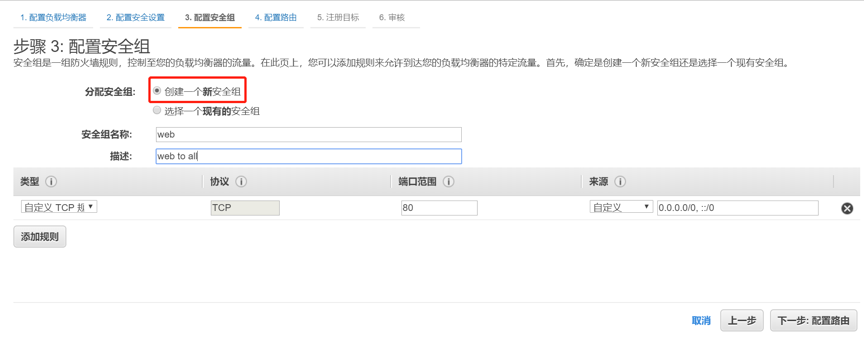 1. 配置负载均衡器 2. 配置安全设置 3. 配置安全组 4. 配置路由 5. 注册目标 6. 审核
步骤 3: 配置安全组
安全组是一组防火墙规则，控制至您的负载均衡器的流量。在此页上，您可以添加规则来允许到达您的负载均衡器的特定流量。首先，确定是创建一个新安全组还是选择一个现有安全组。
分配安全组: 创建一个新安全组
选择一个现有的安全组
安全组名称: web
描述: web to all
类型 协议 端口范围 来源
自定义 TCP 规 TCP 80 自定义 0.0.0.0/0, ::/0
添加规则
取消 上一步 下一步: 配置路由